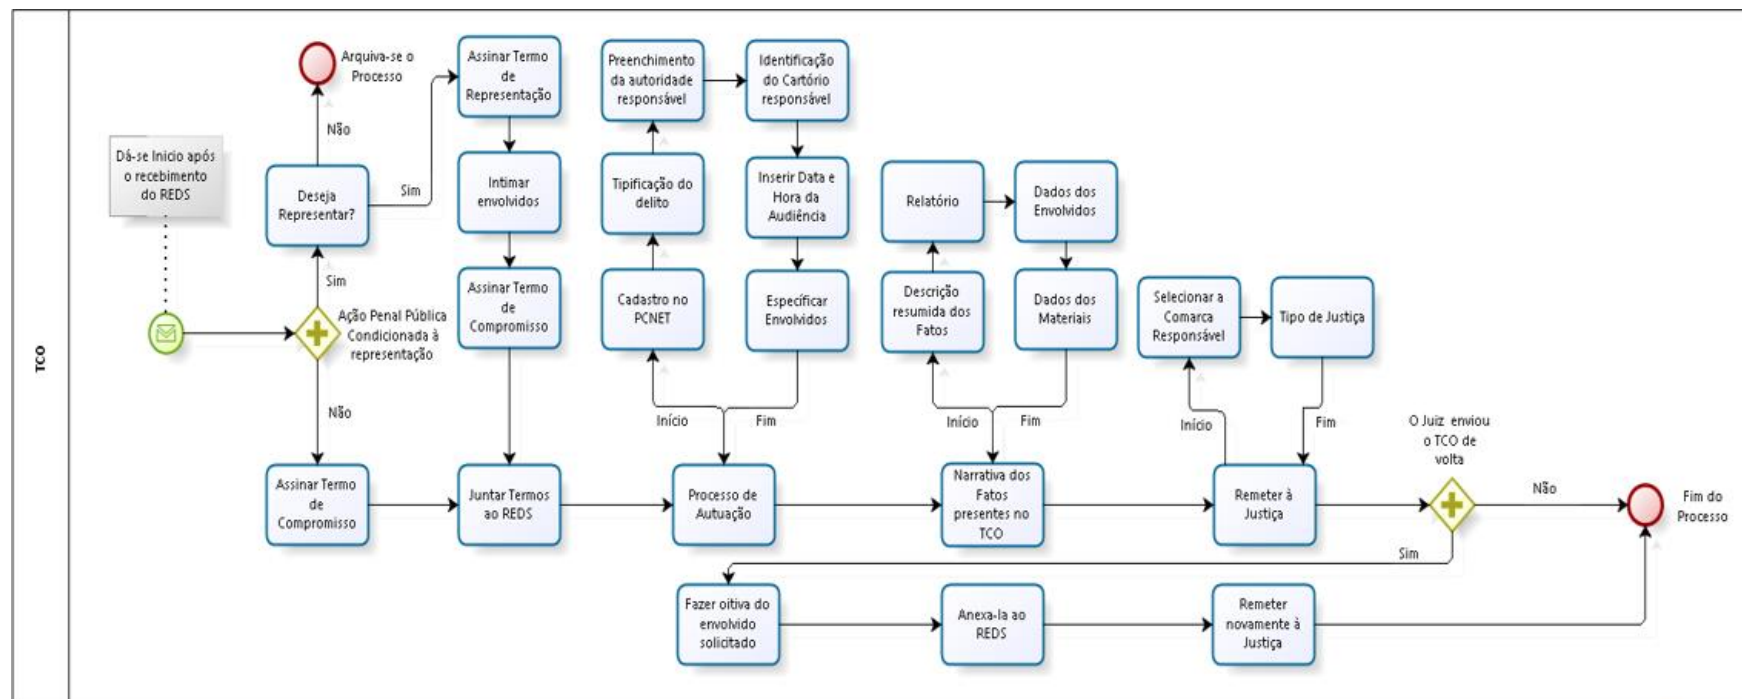 TCO
Dá-se Inicio após
o recebimento
do REDS
Ação Penal Pública
Condicionada à
representação
Sim
Deseja
Representar?
Não
Arquiva-se o
Processo
Sim
Assinar Termo
de
Representação
Intimar
envolvidos
Assinar Termo
de
Compromisso
Não
Assinar Termo
de
Compromisso
Juntar Termos
ao REDS
Processo de
Autuação
Início
Cadastro no
PCNET
Tipificação do
delito
Preenchimento
da autoridade
responsável
Identificação
do Cartório
responsável
Inserir Data e
Hora da
Audiência
Específicar
Envolvidos
Fim
Narrativa dos
Fatos
presentes no
TCO
Início
Descrição
resumida dos
Fatos
Relatório
Dados dos
Envolvidos
Dados dos
Materiais
Fim
Remeter à
Justiça
Início
Selecionar a
Comarca
Responsável
Tipo de Justiça
Fim
O Juiz enviou
o TCO de
volta
Não
Fim do
Processo
Sim
Fazer oitiva do
envolvido
solicitado
Anexa-la ao
REDS
Remeter
novamente à
Justiça